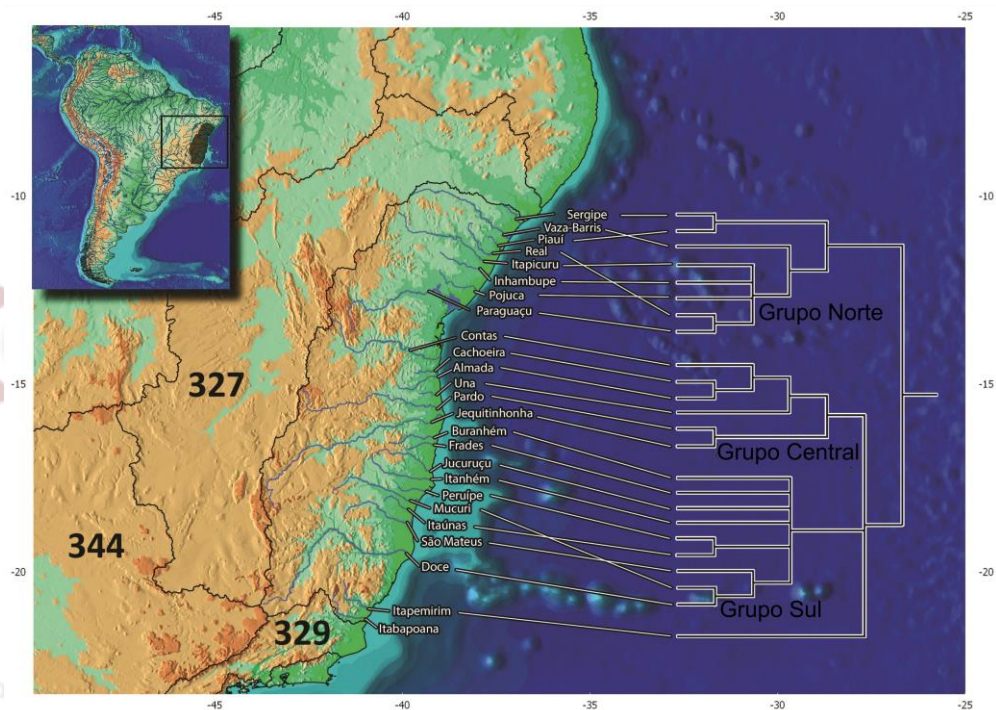 -45
-40
-35
-30
-25
-10
-15
-20
-10
-15
-20
Sergipe
Vaza-Barris
Piauí
Real
Itapicuru
Inhambupe
Pojuca
Paraguaçu
Grupo Norte
Contas
Cachoeira
Almada
Una
Pardo
Jequitinhonha
Buranhém
Grupo Central
Frades
Jucuruçu
Itanhém
Peruípe
Mucuri
Itaúnas
São Mateus
Doce
Grupo Sul
Itapemirim
Itabapoana
327
344
329
-45
-40
-35
-30
-25